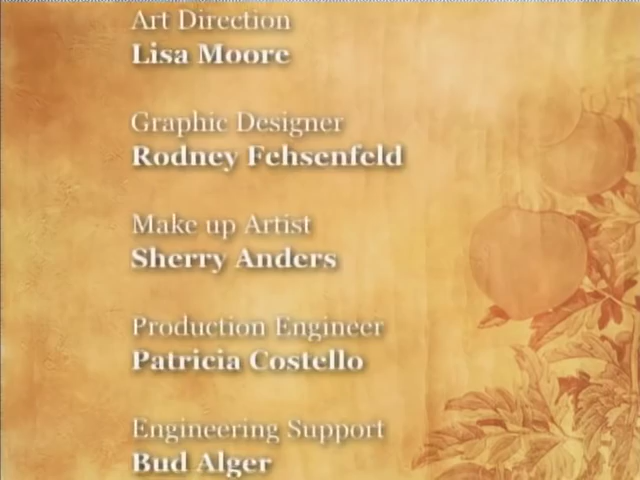 Art Direction
Lisa Moore
Graphic Designer
Rodney Fehsenfeld
Make up Artist
Sherry Anders
Production Engineer
Patricia Costello
Engineering Support
Bud Alger